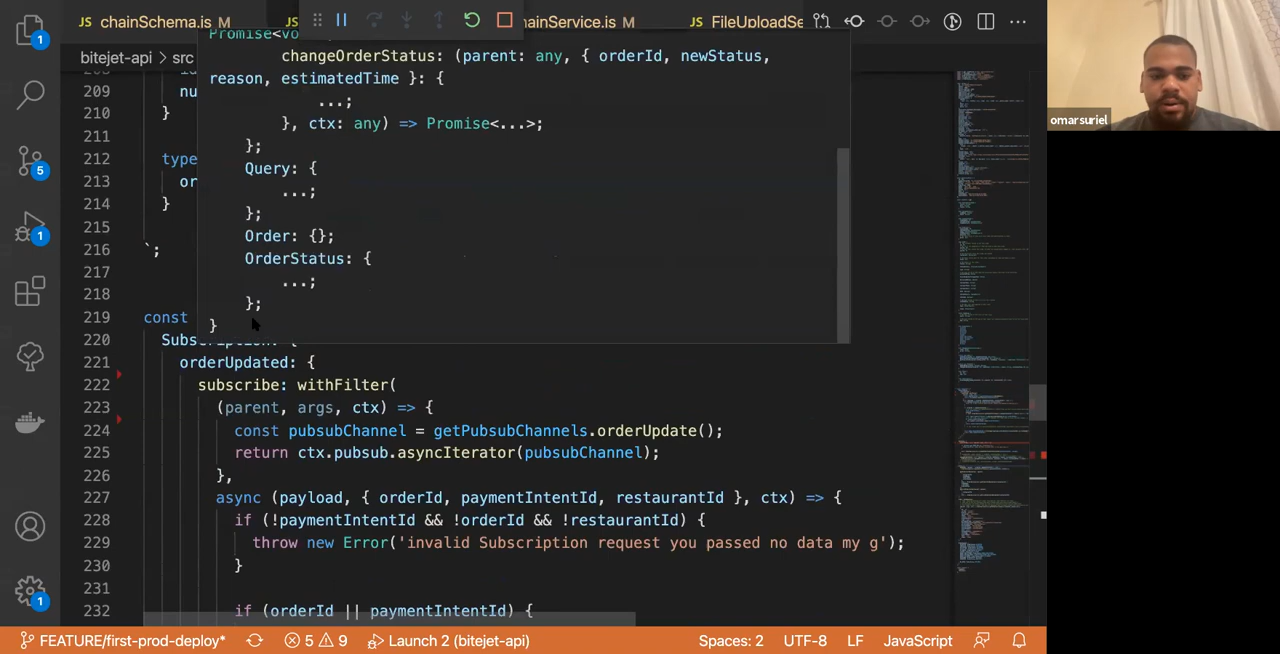 chainSchema.js M
JS
hainService.js M
JS FileUploadSe
bitejet-api > src
Promise<Vo
changeOrderStatus: (parent: any, { orderId, newStatus,
reason, estimatedTime }: {
...;
}, ctx: any) => Promise<...>;
};
Query: {
...;
};
Order: {};
OrderStatus: {
...;
};
}
209 nu
210 }
211
212 type
213 or
214 }
215
216 `;
217
218
219 const
220 Subscription: {
221 orderUpdated: {
222 subscribe: withFilter(
223 (parent, args, ctx) => {
224 const pubsubChannel = getPubsubChannels.orderUpdate();
225 return ctx.pubsub.asyncIterator(pubsubChannel);
226 },
227 async (payload, { orderId, paymentIntentId, restaurantId }, ctx) => {
228 if (!paymentIntentId && !orderId && !restaurantId) {
229 throw new Error('invalid Subscription request you passed no data my g');
230 }
231
232 if (orderId || paymentIntentId) {
1
5
1
1
omarsuriel
FEATURE/first-prod-deploy* 5 9 Launch 2 (bitejet-api) Spaces: 2 UTF-8 LF JavaScript